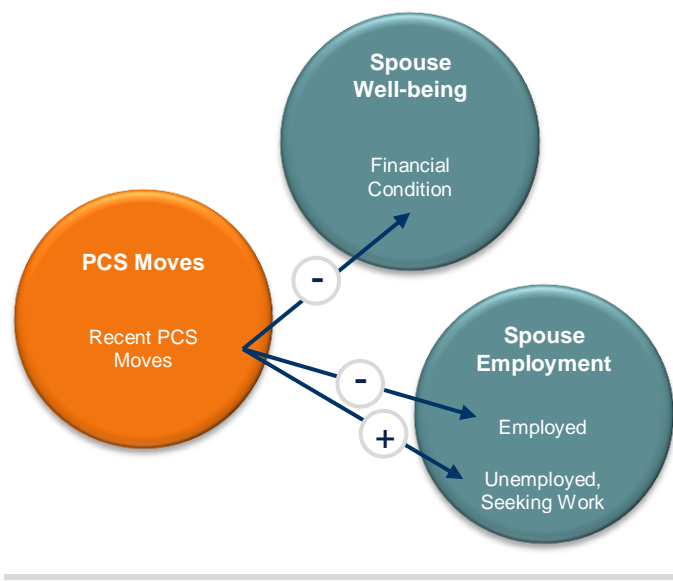 Spouse
Well-being
Financial
Condition
-
PCS Moves
Recent PCS
Moves
-
+
Spouse
Employment
Employed
Unemployed,
Seeking Work